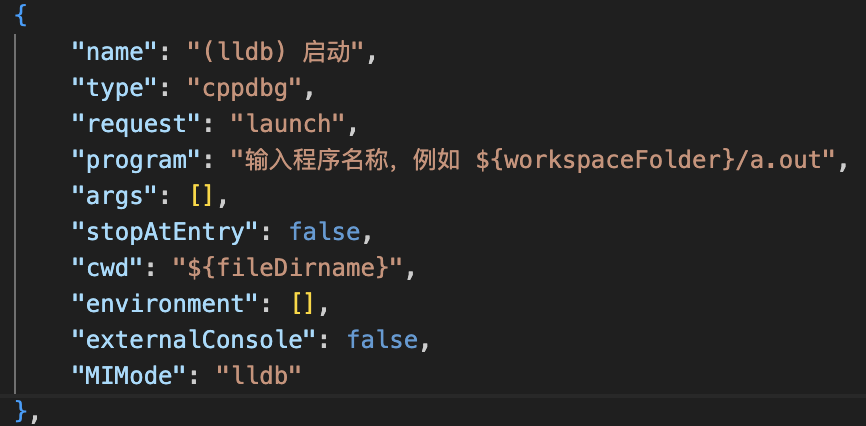 {
"name": "(lldb) 启动",
"type": "cppdbg",
"request": "launch",
"program": "输入程序名称，例如 ${workspaceFolder}/a.out",
"args": [],
"stopAtEntry": false,
"cwd": "${fileDirname}",
"environment": [],
"externalConsole": false,
"MIMode": "lldb"
},